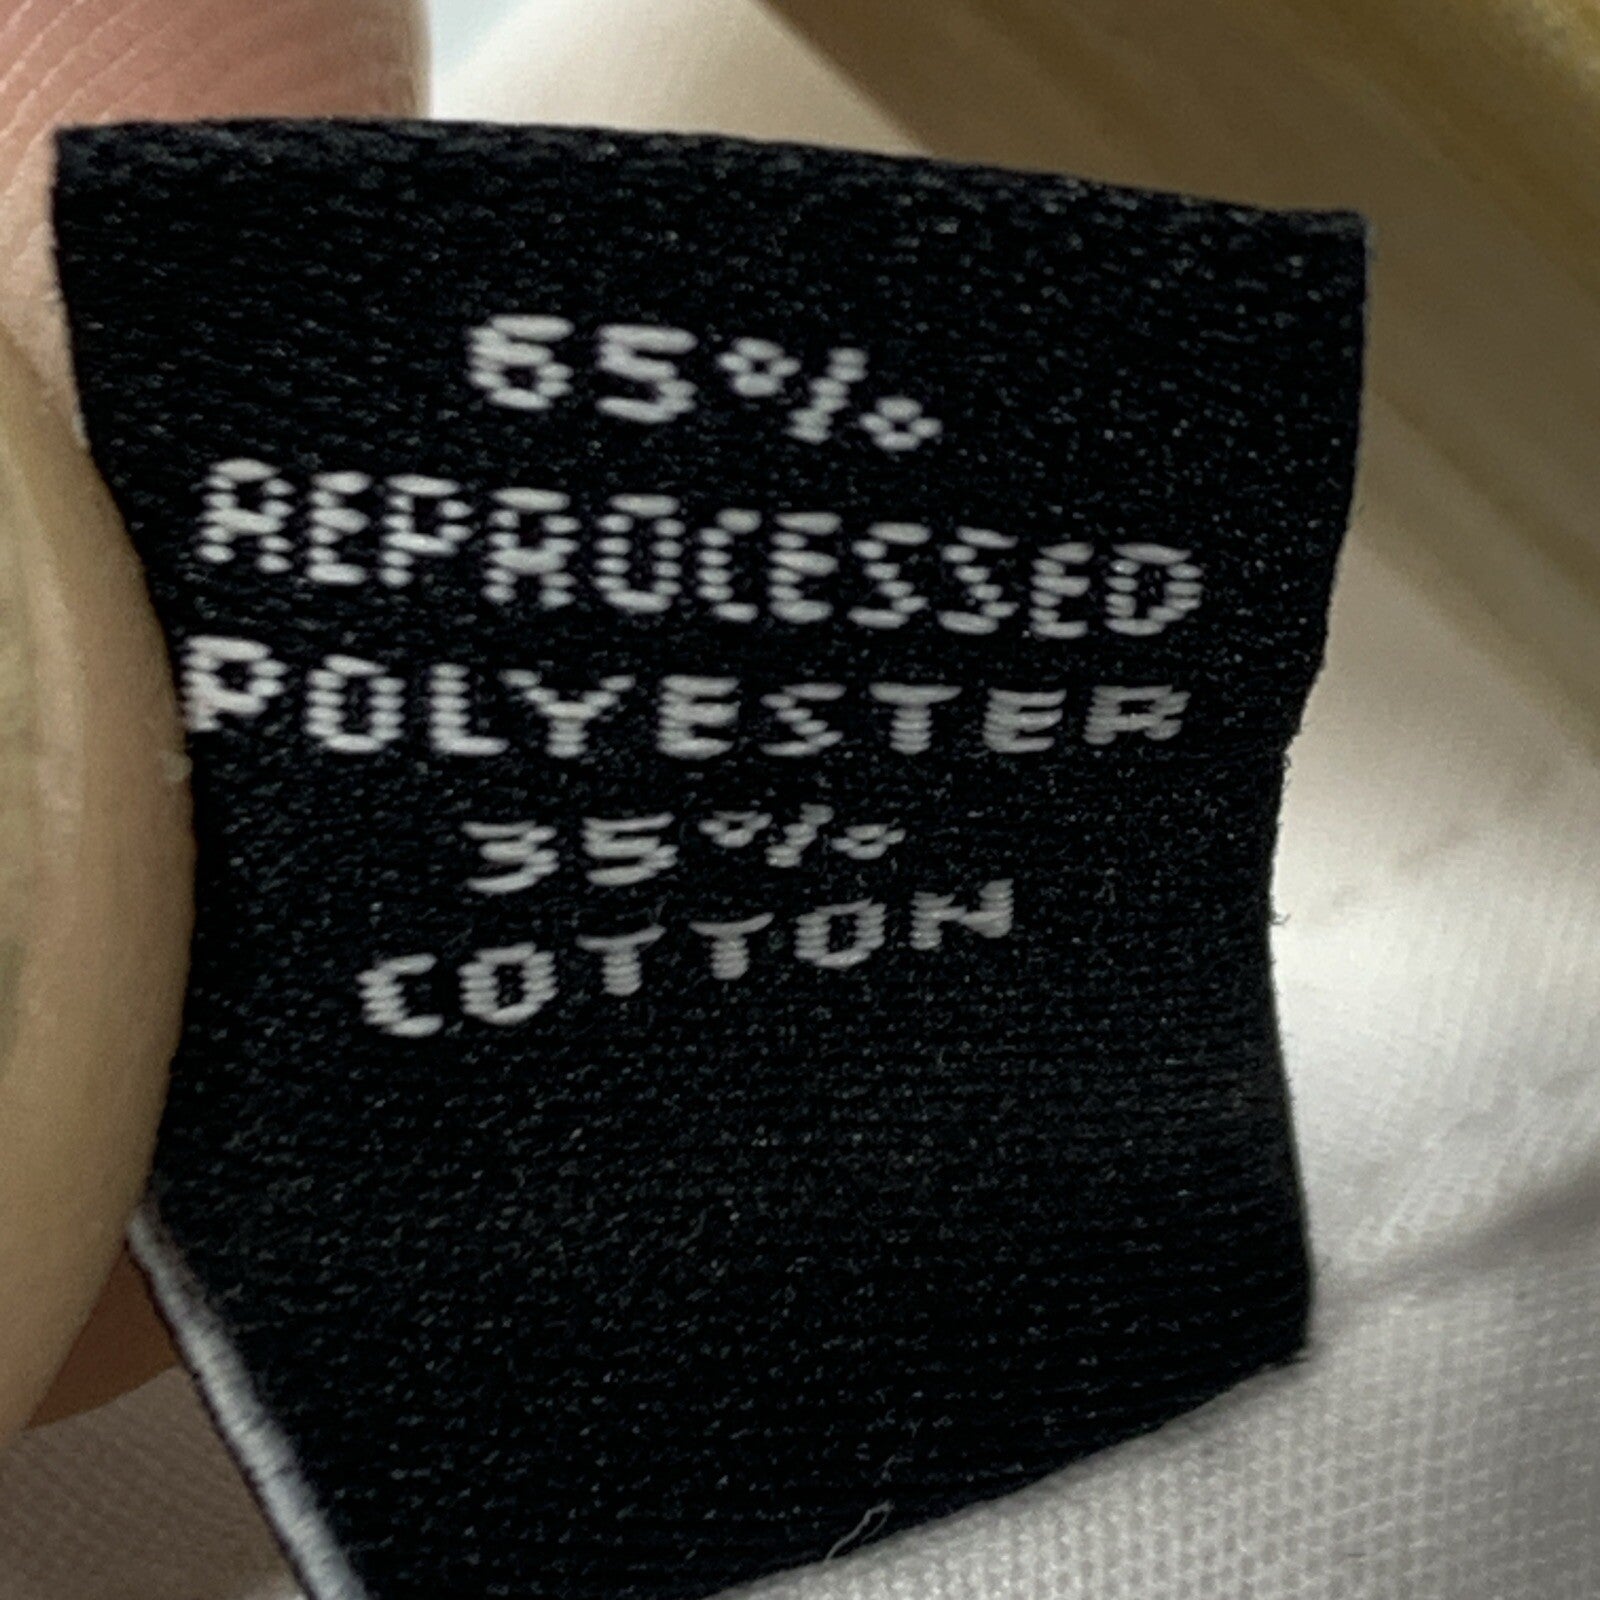 65%
REPROCESSED
POLYESTER
35%
COTTON